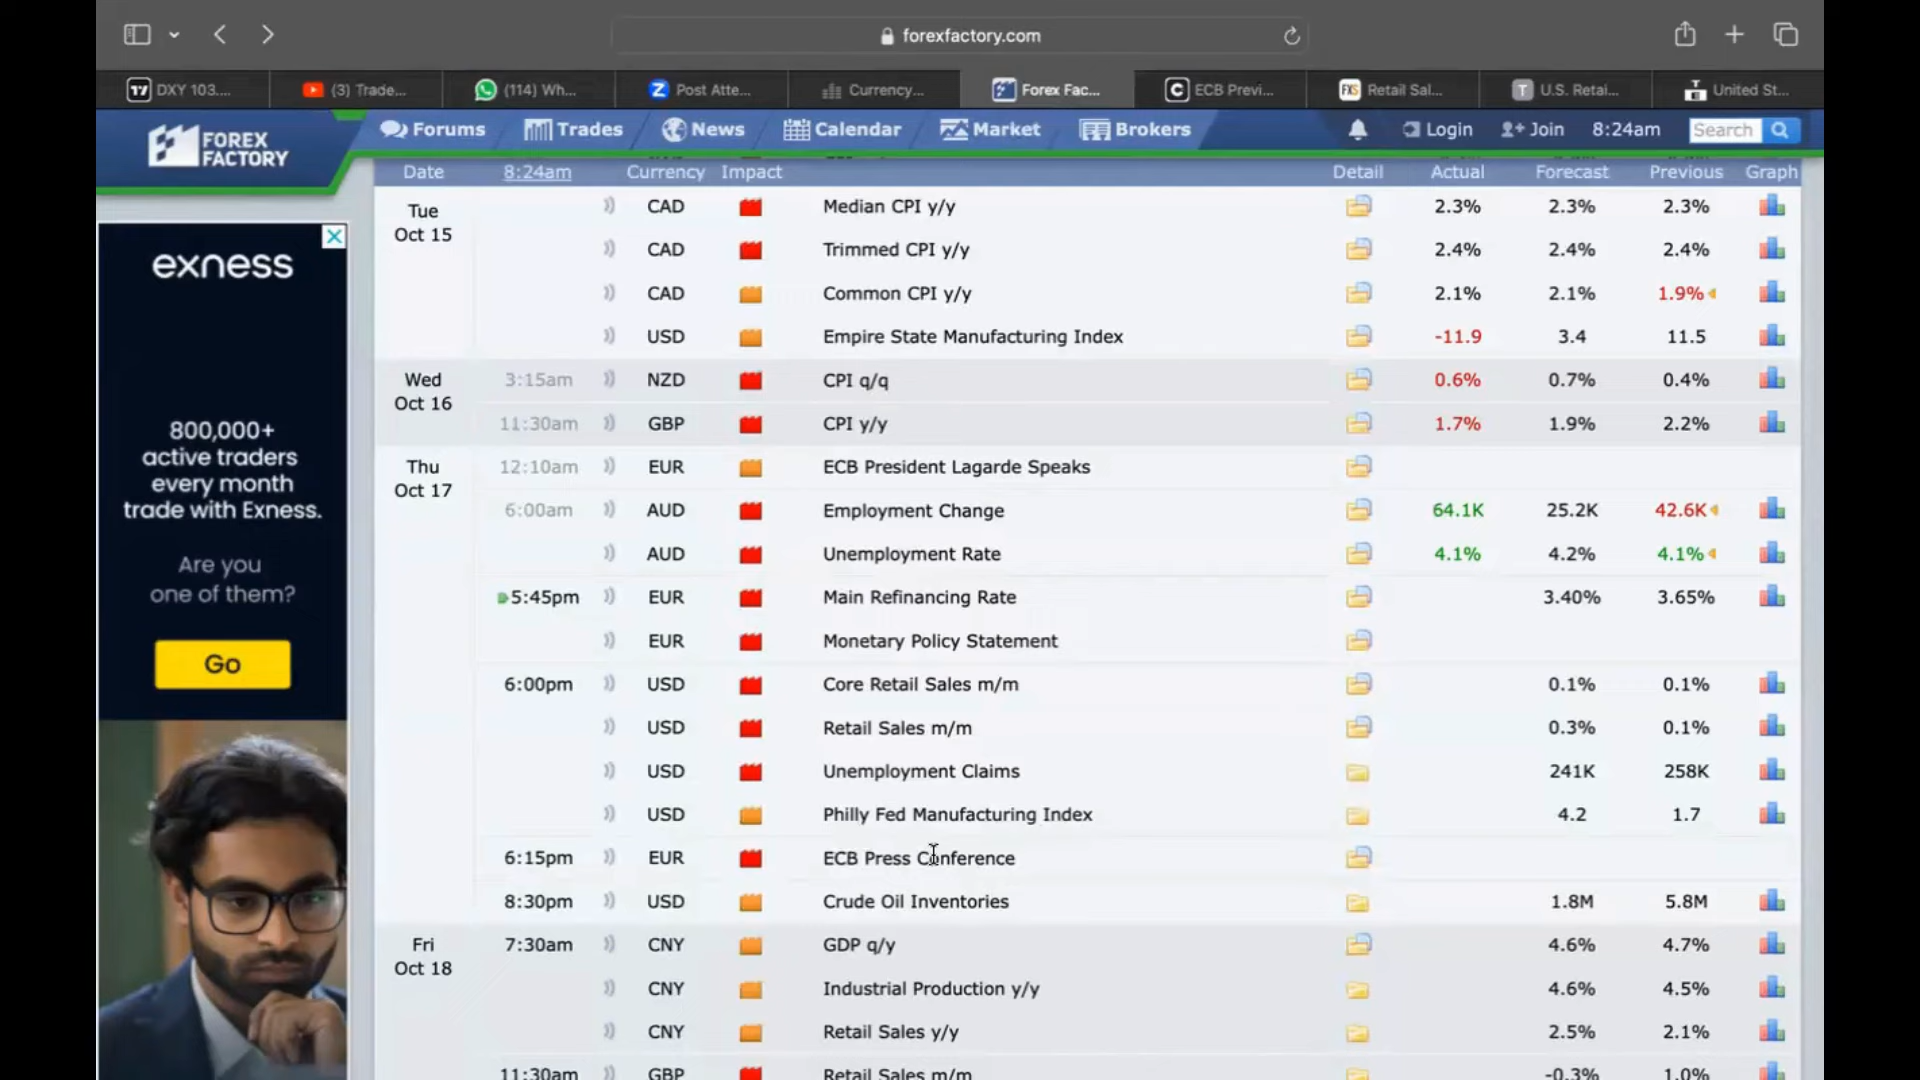 forexfactory.com
DXY 103....
(3) Trade...
(114) Wh...
Post Atte...
Currency...
Forex Fac...
ECB Previ...
Retail Sal...
U.S. Retai...
United St...
FOREX FACTORY
Forums Trades News Calendar Market Brokers Login Join 8:24am Search
Date 8:24am Currency Impact Detail Actual Forecast Previous Graph
Tue Oct 15
CAD Median CPI y/y 2.3% 2.3% 2.3%
CAD Trimmed CPI y/y 2.4% 2.4% 2.4%
CAD Common CPI y/y 2.1% 2.1% 1.9%
USD Empire State Manufacturing Index -11.9 3.4 11.5
Wed Oct 16
3:15am NZD CPI q/q 0.6% 0.7% 0.4%
11:30am GBP CPI y/y 1.7% 1.9% 2.2%
Thu Oct 17
12:10am EUR ECB President Lagarde Speaks
6:00am AUD Employment Change 64.1K 25.2K 42.6K
AUD Unemployment Rate 4.1% 4.2% 4.1%
5:45pm EUR Main Refinancing Rate 3.40% 3.65%
EUR Monetary Policy Statement
6:00pm USD Core Retail Sales m/m 0.1% 0.1%
USD Retail Sales m/m 0.3% 0.1%
USD Unemployment Claims 241K 258K
USD Philly Fed Manufacturing Index 4.2 1.7
6:15pm EUR ECB Press Conference
8:30pm USD Crude Oil Inventories 1.8M 5.8M
Fri Oct 18
7:30am CNY GDP q/y 4.6% 4.7%
CNY Industrial Production y/y 4.6% 4.5%
CNY Retail Sales y/y 2.5% 2.1%
11:30am GBP Retail Sales m/m -0.3% 1.0%
exness
800,000+
active traders
every month
trade with Exness.
Are you
one of them?
Go